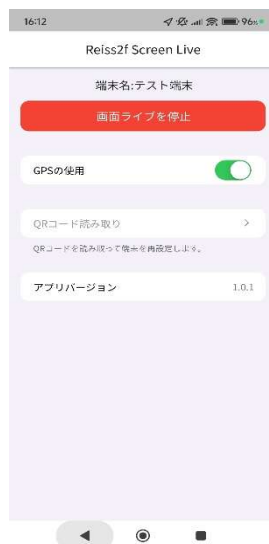 16:12
96%
Reiss2f Screen Live
端末名:テスト端末
画面ライブを停止
GPSの使用
QRコード読み取り
QRコードを読み取って端末を再設定します。
アプリバージョン 1.0.1